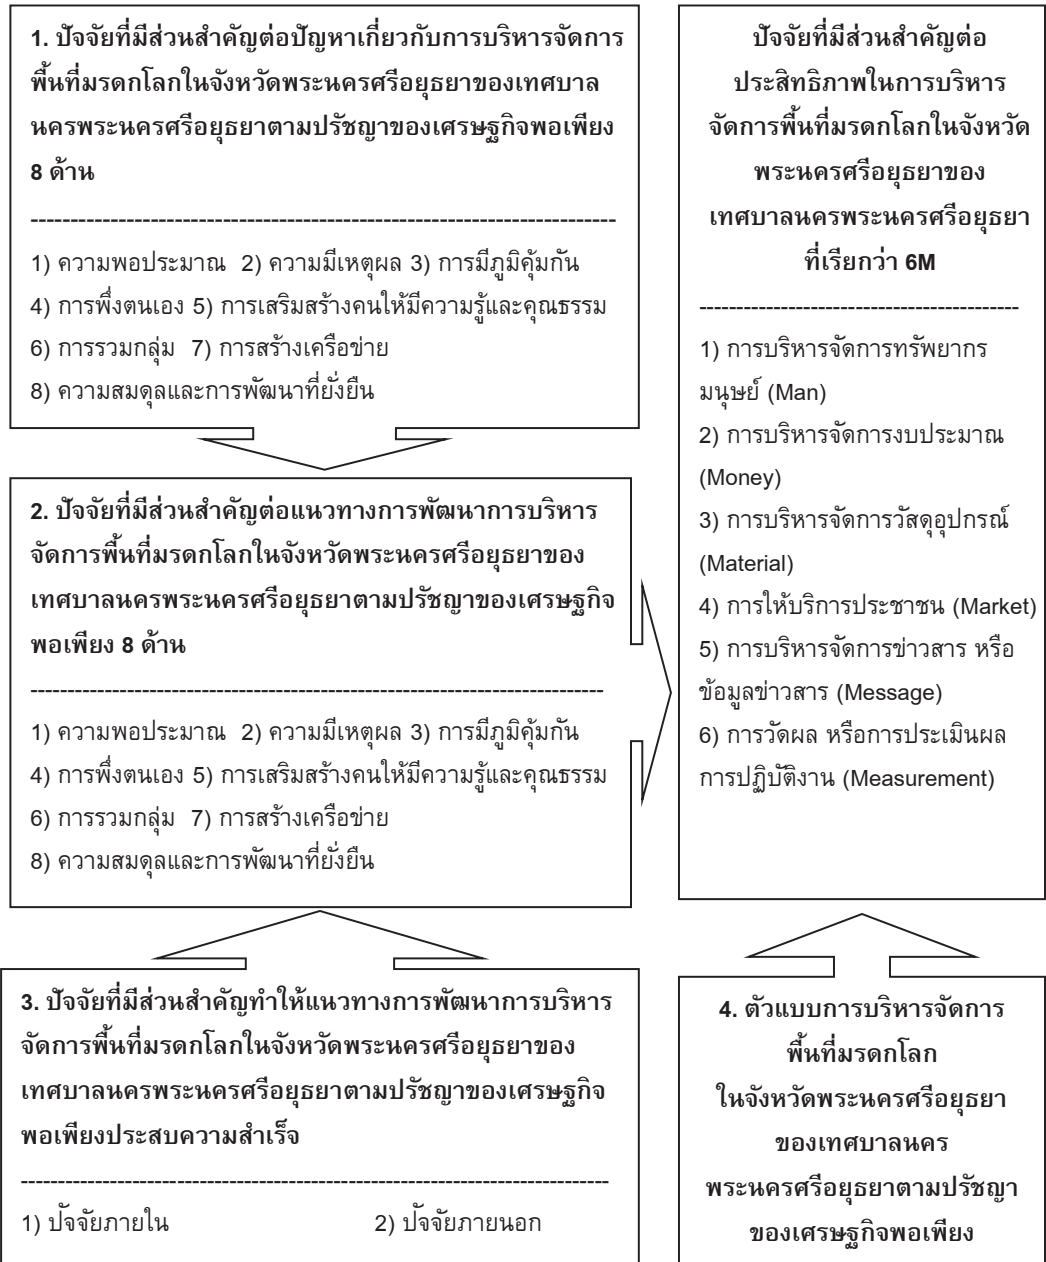 1. ปัจจัยที่มีส่วนสำคัญต่อปัญหาเกี่ยวกับการบริหารจัดการ
พื้นที่มรดกโลกในจังหวัดพระนครศรีอยุธยาของเทศบาล
นครพระนครศรีอยุธยาตามปรัชญาของเศรษฐกิจพอเพียง
8 ด้าน
------------------------------------------------------------------------
1) ความพอประมาณ 2) ความมีเหตุผล 3) การมีภูมิคุ้มกัน
4) การพึ่งตนเอง 5) การเสริมสร้างคนให้มีความรู้และคุณธรรม
6) การรวมกลุ่ม 7) การสร้างเครือข่าย
8) ความสมดุลและการพัฒนาที่ยั่งยืน
2. ปัจจัยที่มีส่วนสำคัญต่อแนวทางการพัฒนาการบริหาร
จัดการพื้นที่มรดกโลกในจังหวัดพระนครศรีอยุธยาของ
เทศบาลนครพระนครศรีอยุธยาตามปรัชญาของเศรษฐกิจ
พอเพียง 8 ด้าน
------------------------------------------------------------------------------
1) ความพอประมาณ 2) ความมีเหตุผล 3) การมีภูมิคุ้มกัน
4) การพึ่งตนเอง 5) การเสริมสร้างคนให้มีความรู้และคุณธรรม
6) การรวมกลุ่ม 7) การสร้างเครือข่าย
8) ความสมดุลและการพัฒนาที่ยั่งยืน
3. ปัจจัยที่มีส่วนสำคัญทำให้แนวทางการพัฒนาการบริหาร
จัดการพื้นที่มรดกโลกในจังหวัดพระนครศรีอยุธยาของ
เทศบาลนครพระนครศรีอยุธยาตามปรัชญาของเศรษฐกิจ
พอเพียงประสบความสำเร็จ
--------------------------------------------------------------------------------
1) ปัจจัยภายใน 2) ปัจจัยภายนอก
ปัจจัยที่มีส่วนสำคัญต่อ
ประสิทธิภาพในการบริหาร
จัดการพื้นที่มรดกโลกในจังหวัด
พระนครศรีอยุธยาของ
เทศบาลนครพระนครศรีอยุธยา
ที่เรียกว่า 6M
-------------------------------------------
1) การบริหารจัดการทรัพยากร
มนุษย์ (Man)
2) การบริหารจัดการงบประมาณ
(Money)
3) การบริหารจัดการวัสดุอุปกรณ์
(Material)
4) การให้บริการประชาชน (Market)
5) การบริหารจัดการข่าวสาร หรือ
ข้อมูลข่าวสาร (Message)
6) การวัดผล หรือการประเมินผล
การปฏิบัติงาน (Measurement)
4. ตัวแบบการบริหารจัดการ
พื้นที่มรดกโลก
ในจังหวัดพระนครศรีอยุธยา
ของเทศบาลนคร
พระนครศรีอยุธยาตามปรัชญา
ของเศรษฐกิจพอเพียง